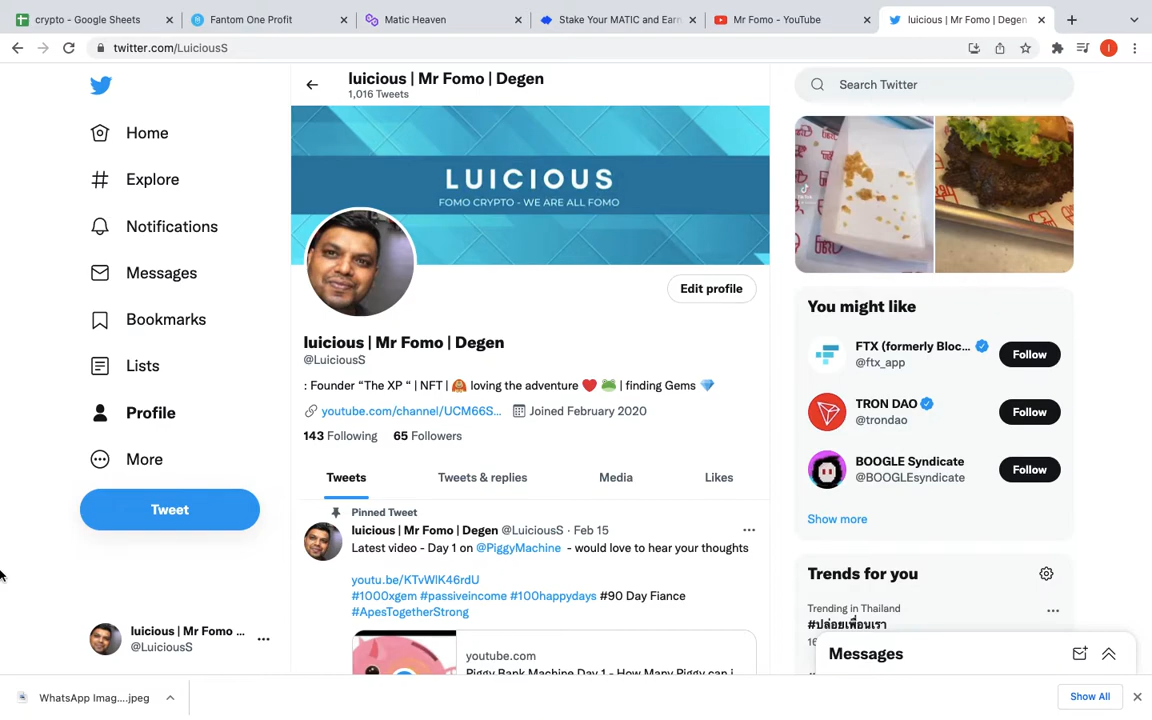 crypto - Google Sheets
Fantom One Profit
Matic Heaven
Stake Your MATIC and Earn
Mr Fomo - YouTube
luicious | Mr Fomo | Degen
twitter.com/LuiciousS
I
luicious | Mr Fomo | Degen
1,016 Tweets
Search Twitter
Home
Explore
Notifications
Messages
Bookmarks
Lists
Profile
More
Tweet
luicious | Mr Fomo ...
@LuiciousS
LUICIOUS
FOMO CRYPTO - WE ARE ALL FOMO
Edit profile
luicious | Mr Fomo | Degen
@LuiciousS
: Founder “The XP “ | NFT | 🙈 loving the adventure ❤️ 🐸 | finding Gems 💎
youtube.com/channel/UCM66S... Joined February 2020
143 Following 65 Followers
Tweets Tweets & replies Media Likes
Pinned Tweet
luicious | Mr Fomo | Degen @LuiciousS · Feb 15
Latest video - Day 1 on @PiggyMachine - would love to hear your thoughts
youtu.be/KTvWlK46rdU
#1000xgem #passiveincome #100happydays #90 Day Fiance
#ApesTogetherStrong
youtube.com
Piggy Bank Machine Day 1 - How Many Piggy can i
You might like
FTX (formerly Bloc...
@ftx_app
Follow
TRON DAO
@trondao
Follow
BOOGLE Syndicate
@BOOGLEsyndicate
Follow
Show more
Trends for you
Trending in Thailand
#ปล่อยเพื่อนเรา
Messages
WhatsApp Imag....jpeg
Show All